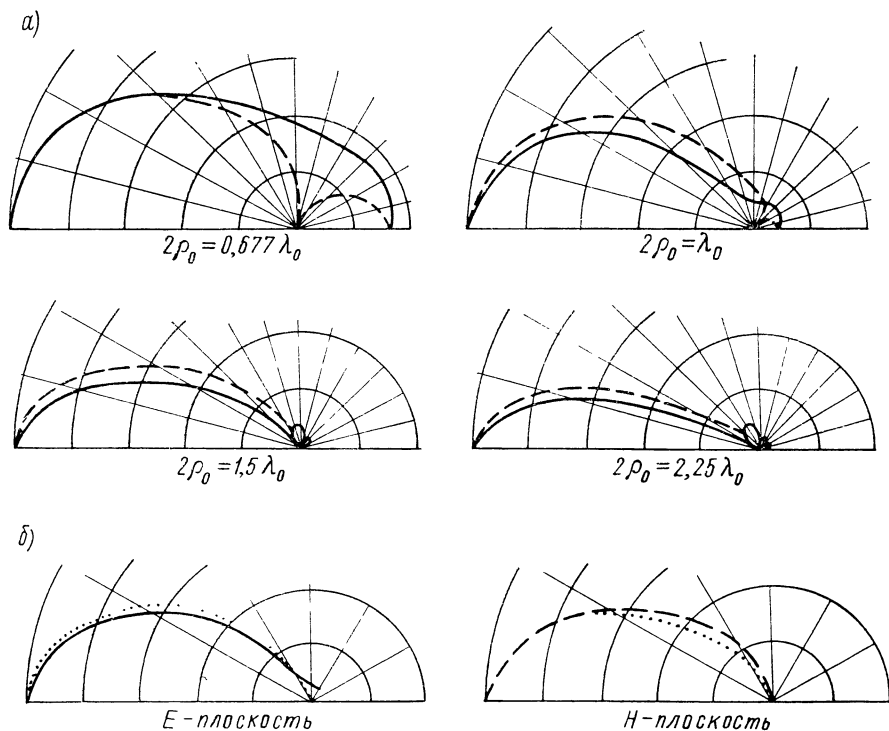 а)
2ρ₀ = 0,677 λ₀
2ρ₀ = λ₀
2ρ₀ = 1,5 λ₀
2ρ₀ = 2,25 λ₀
б)
E - плоскость
H - плоскость